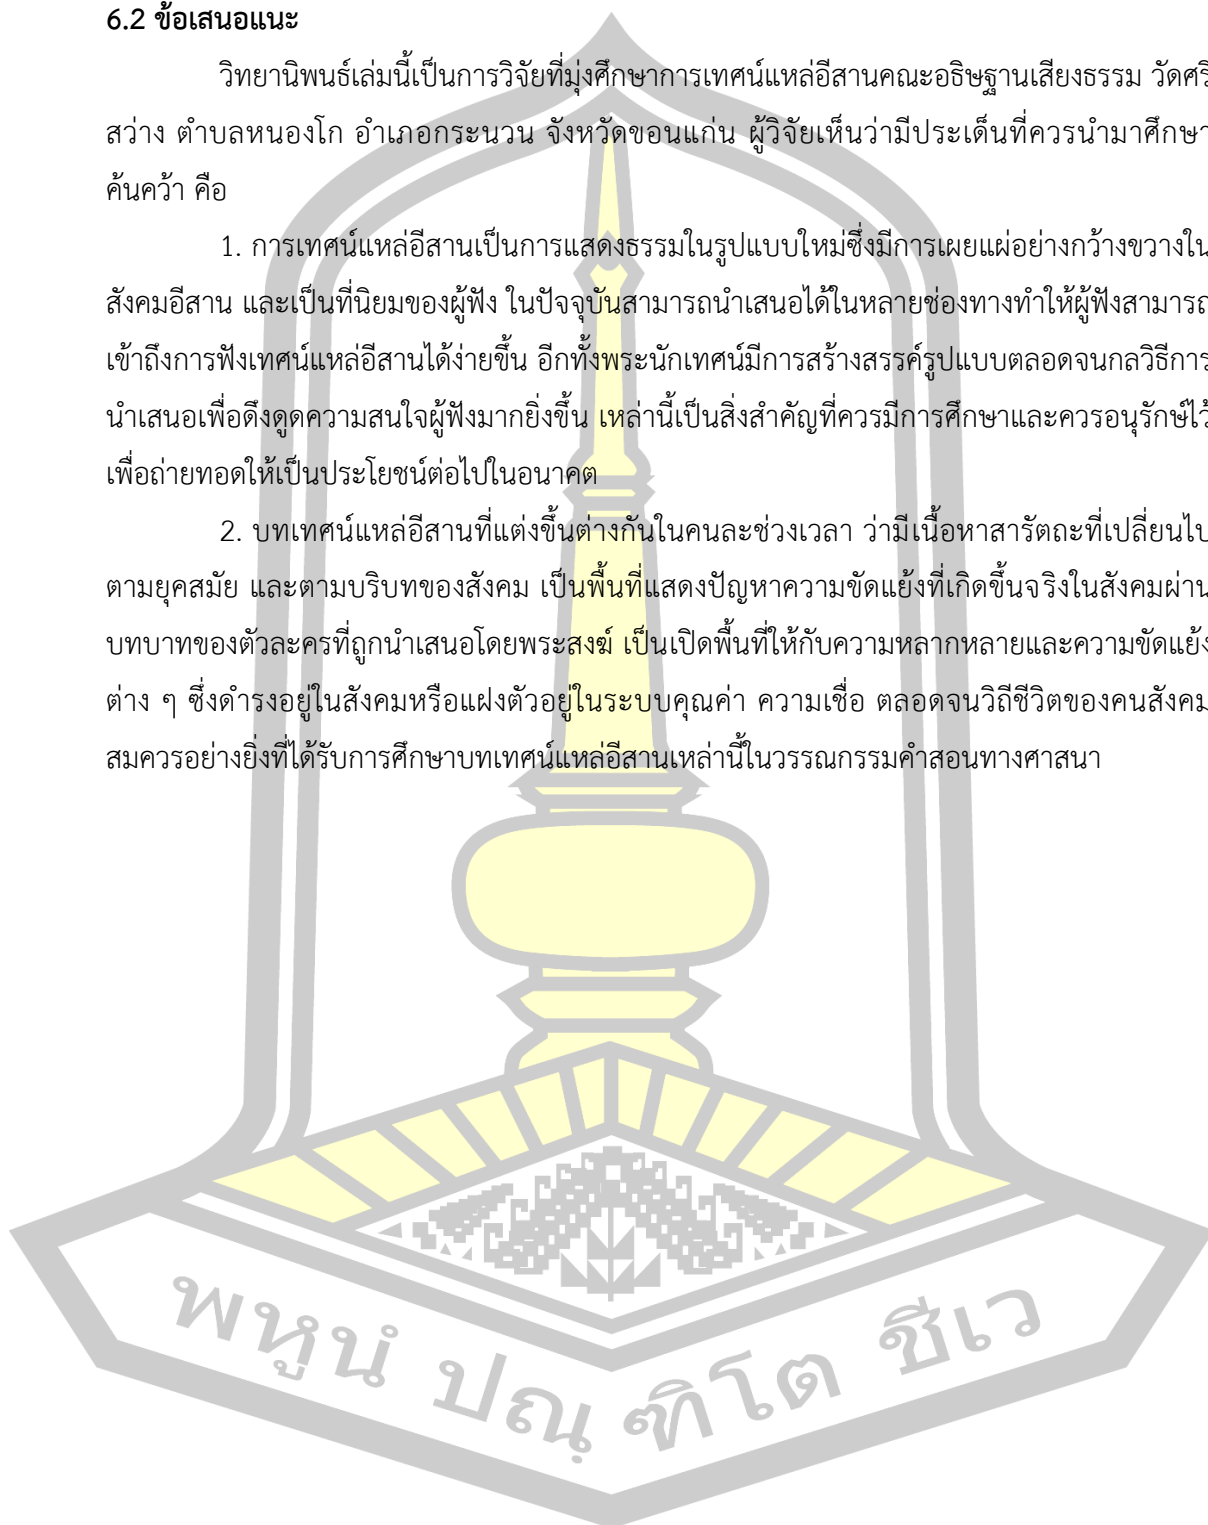 6.2 ข้อเสนอแนะ
วิทยานิพนธ์เล่มนี้เป็นการวิจัยที่มุ่งศึกษาการเทศน์แหล่อีสานคณะอธิษฐานเสียงธรรม วัดศรี
สว่าง ตำบลหนองโก อำเภอกระนวน จังหวัดขอนแก่น ผู้วิจัยเห็นว่ามีประเด็นที่ควรนำมาศึกษา
ค้นคว้า คือ
1. การเทศน์แหล่อีสานเป็นการแสดงธรรมในรูปแบบใหม่ซึ่งมีการเผยแผ่อย่างกว้างขวางใน
สังคมอีสาน และเป็นที่นิยมของผู้ฟัง ในปัจจุบันสามารถนำเสนอได้ในหลายช่องทางทำให้ผู้ฟังสามารถ
เข้าถึงการฟังเทศน์แหล่อีสานได้ง่ายขึ้น อีกทั้งพระนักเทศน์มีการสร้างสรรค์รูปแบบตลอดจนกลวิธีการ
นำเสนอเพื่อดึงดูดความสนใจผู้ฟังมากยิ่งขึ้น เหล่านี้เป็นสิ่งสำคัญที่ควรมีการศึกษาและควรอนุรักษ์ไว้
เพื่อถ่ายทอดให้เป็นประโยชน์ต่อไปในอนาคต
2. บทเทศน์แหล่อีสานที่แต่งขึ้นต่างกันในคนละช่วงเวลา ว่ามีเนื้อหาสารัตถะที่เปลี่ยนไป
ตามยุคสมัย และตามบริบทของสังคม เป็นพื้นที่แสดงปัญหาความขัดแย้งที่เกิดขึ้นจริงในสังคมผ่าน
บทบาทของตัวละครที่ถูกนำเสนอโดยพระสงฆ์ เป็นเปิดพื้นที่ให้กับความหลากหลายและความขัดแย้ง
ต่าง ๆ ซึ่งดำรงอยู่ในสังคมหรือแฝงตัวอยู่ในระบบคุณค่า ความเชื่อ ตลอดจนวิถีชีวิตของคนสังคม
สมควรอย่างยิ่งที่ได้รับการศึกษาบทเทศน์แหล่อีสานเหล่านี้ในวรรณกรรมคำสอนทางศาสนา
พหูนํ ปณฺฑิโต ชีเว